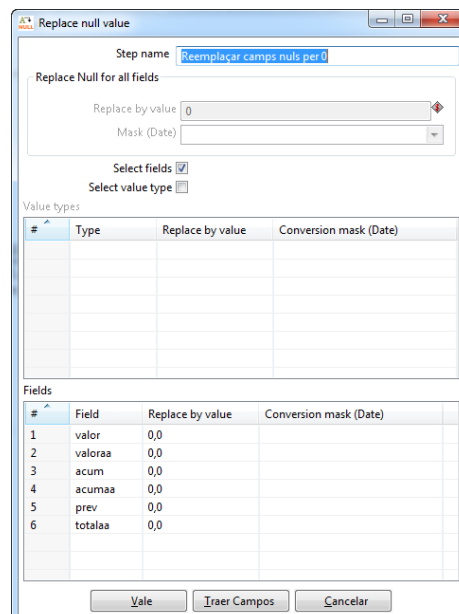 Replace null value
Step name Reemplaçar camps nuls per 0
Replace Null for all fields
Replace by value 0
Mask (Date)
Select fields
Select value type
Value types
# Type Replace by value Conversion mask (Date)
Fields
# Field Replace by value Conversion mask (Date)
1 valor 0,0
2 valoraa 0,0
3 acum 0,0
4 acumaa 0,0
5 prev 0,0
6 totalaa 0,0
Vale Traer Campos Cancelar